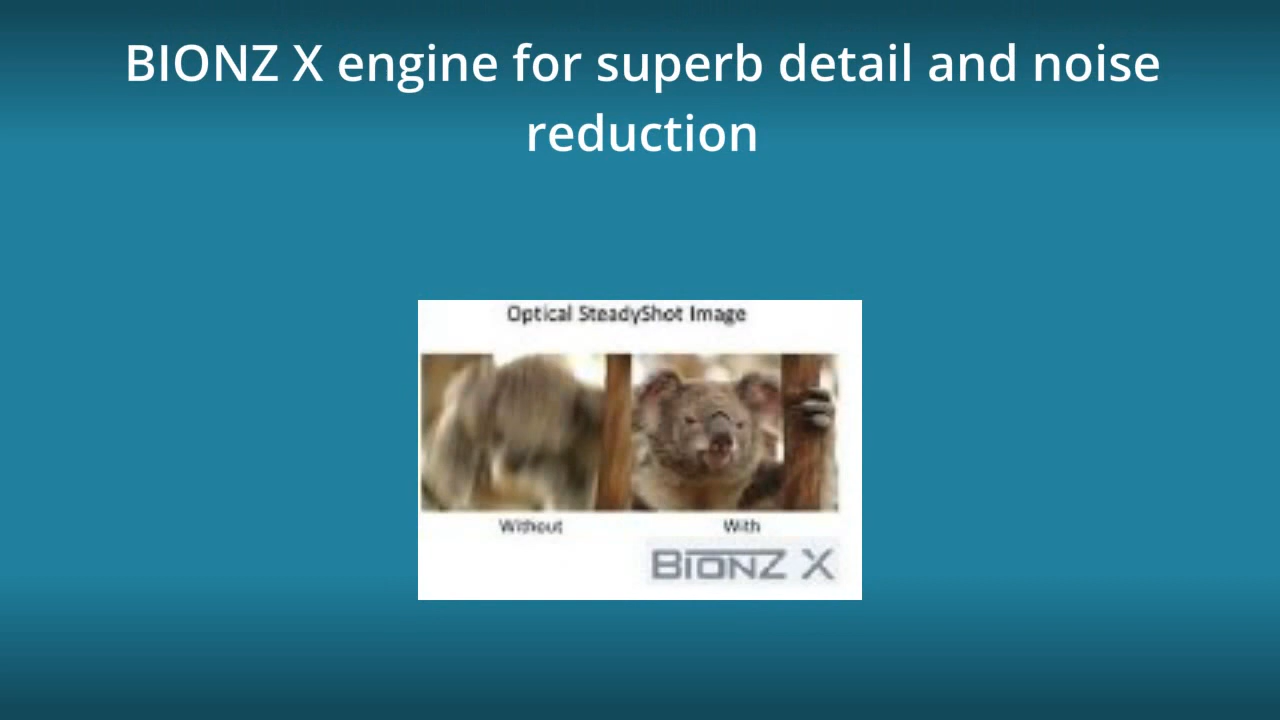 BIONZ X engine for superb detail and noise
reduction
Optical SteadyShot Image
Without With
BIONZ X